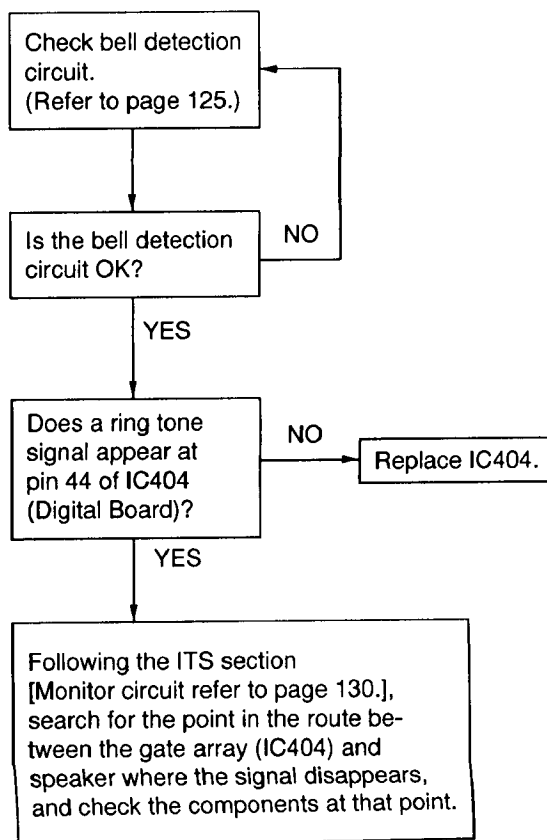 Check bell detection
circuit.
(Refer to page 125.)
Is the bell detection
circuit OK?
NO
YES
Does a ring tone
signal appear at
pin 44 of IC404
(Digital Board)?
NO
Replace IC404.
YES
Following the ITS section
[Monitor circuit refer to page 130.],
search for the point in the route be-
tween the gate array (IC404) and
speaker where the signal disappears,
and check the components at that point.